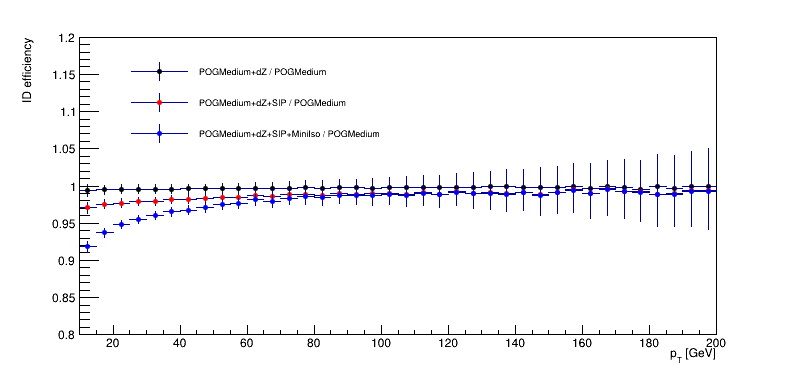 ID efficiency
1.2
1.15
1.1
1.05
1
0.95
0.9
0.85
0.8
POGMedium+dZ / POGMedium
POGMedium+dZ+SIP / POGMedium
POGMedium+dZ+SIP+MiniIso / POGMedium
20 40 60 80 100 120 140 160 180 200
p_T [GeV]